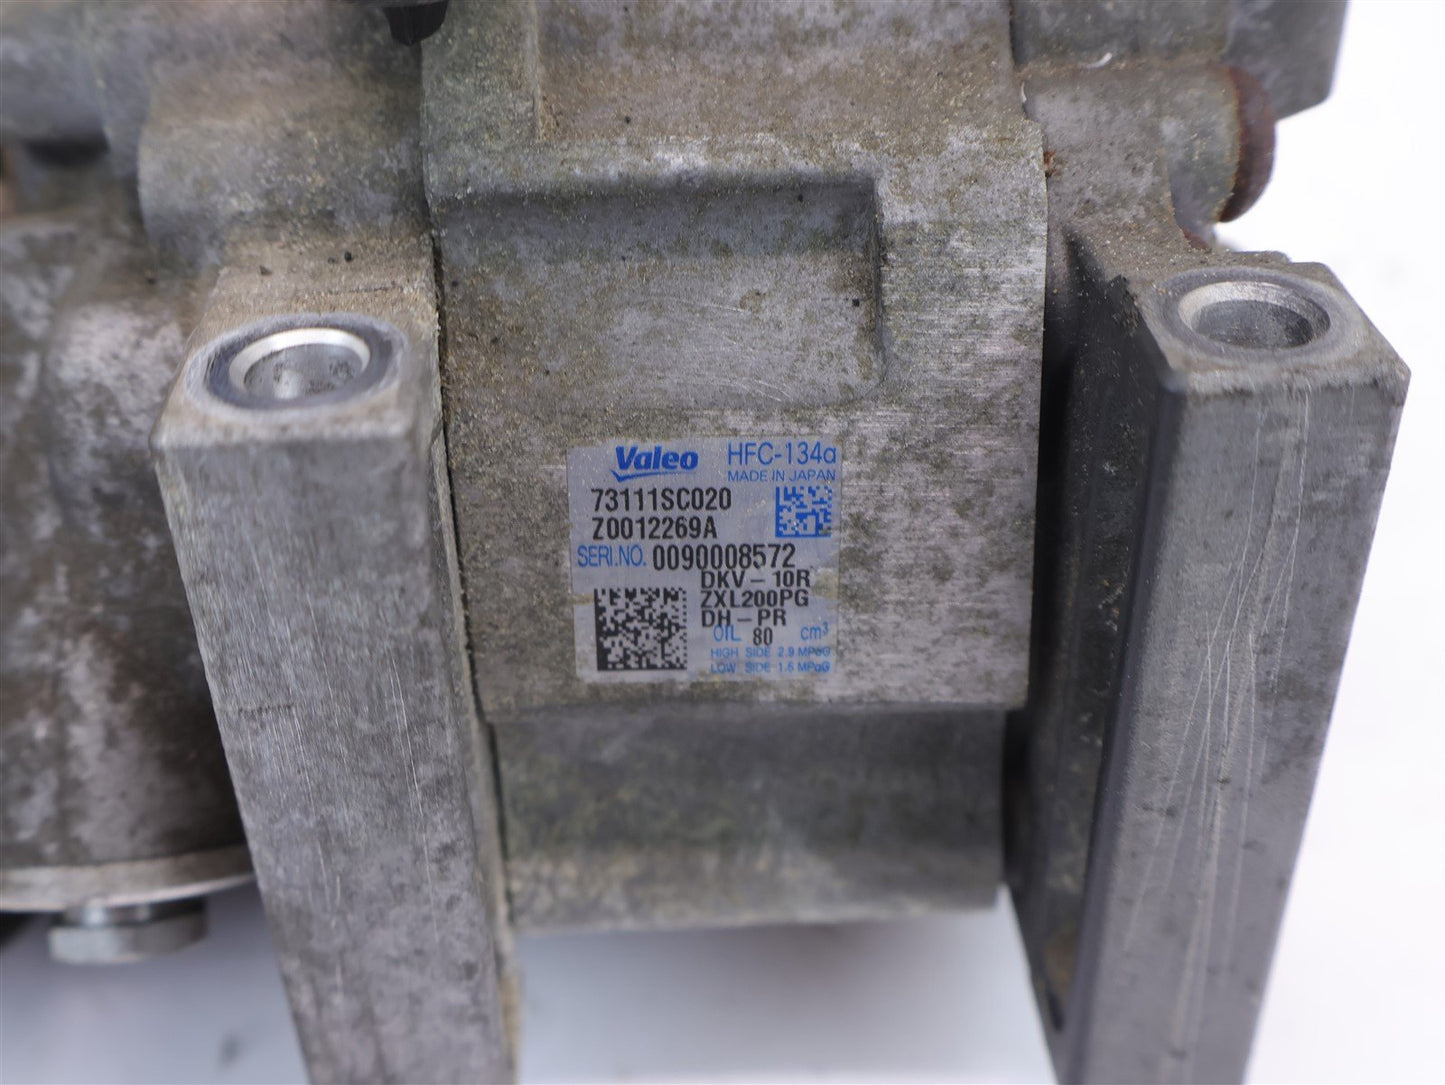 Valeo HFC-134a
MADE IN JAPAN
73111SC020
Z0012269A
SERI.NO. 0090008572
DKV-10R
ZXL200PG
DH-PR
OIL 80 cm³
HIGH SIDE 2.9 MPaG
LOW SIDE 1.6 MPaG